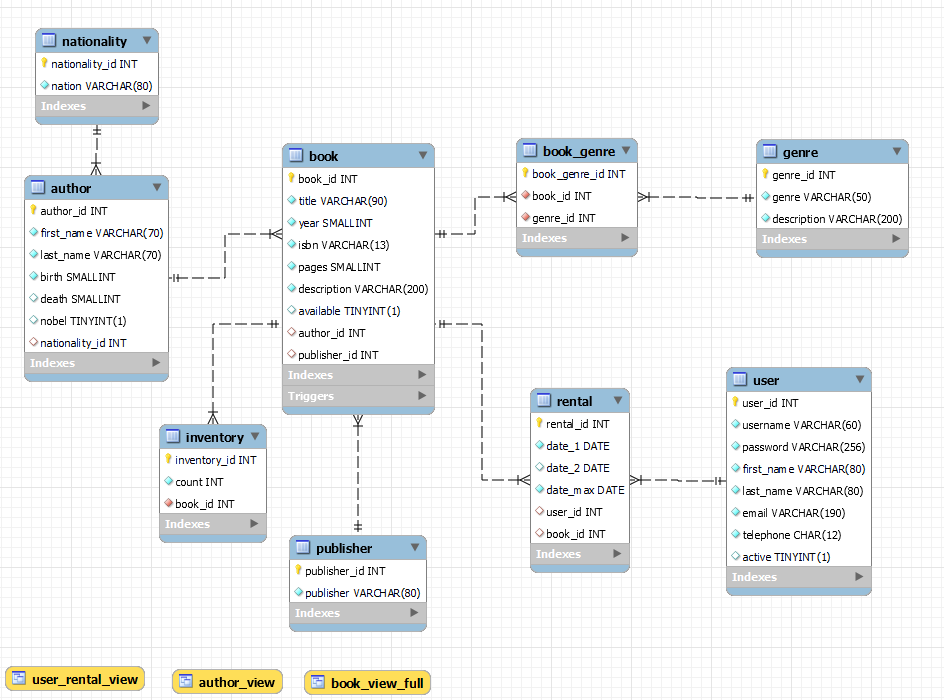 nationality
nationality_id INT
nation VARCHAR(80)
Indexes
author
author_id INT
first_name VARCHAR(70)
last_name VARCHAR(70)
birth SMALLINT
death SMALLINT
nobel TINYINT(1)
nationality_id INT
Indexes
book
book_id INT
title VARCHAR(90)
year SMALLINT
isbn VARCHAR(13)
pages SMALLINT
description VARCHAR(200)
available TINYINT(1)
author_id INT
publisher_id INT
Indexes
Triggers
book_genre
book_genre_id INT
book_id INT
genre_id INT
Indexes
genre
genre_id INT
genre VARCHAR(50)
description VARCHAR(200)
Indexes
inventory
inventory_id INT
count INT
book_id INT
Indexes
publisher
publisher_id INT
publisher VARCHAR(80)
Indexes
rental
rental_id INT
date_1 DATE
date_2 DATE
date_max DATE
user_id INT
book_id INT
Indexes
user
user_id INT
username VARCHAR(60)
password VARCHAR(256)
first_name VARCHAR(80)
last_name VARCHAR(80)
email VARCHAR(190)
telephone CHAR(12)
active TINYINT(1)
Indexes
user_rental_view
author_view
book_view_full